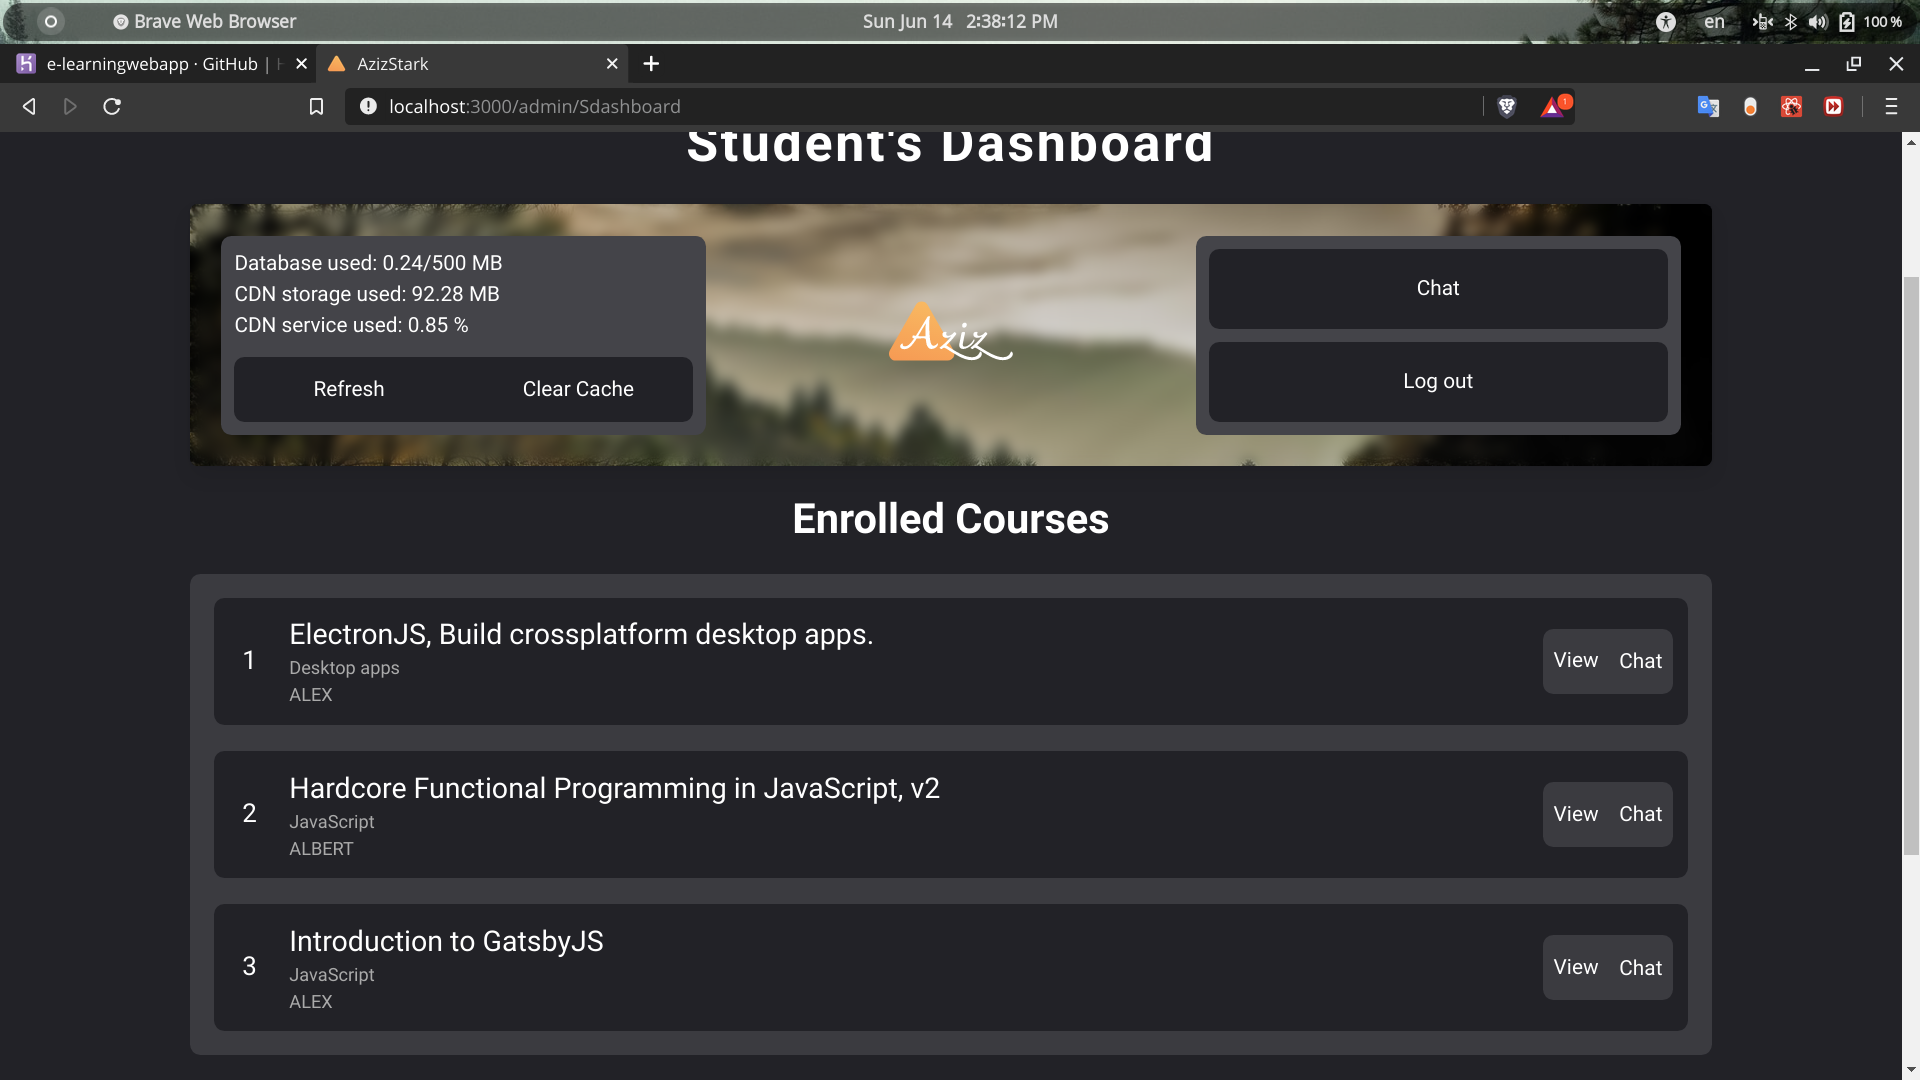 Brave Web Browser
Sun Jun 14 2:38:12 PM
en
100 %
e-learningwebapp · GitHub |
AzizStark
localhost:3000/admin/Sdashboard
1
Student's Dashboard
Database used: 0.24/500 MB
CDN storage used: 92.28 MB
CDN service used: 0.85 %
Refresh Clear Cache
Aziz
Chat
Log out
Enrolled Courses
1
ElectronJS, Build crossplatform desktop apps.
Desktop apps
ALEX
View Chat
2
Hardcore Functional Programming in JavaScript, v2
JavaScript
ALBERT
View Chat
3
Introduction to GatsbyJS
JavaScript
ALEX
View Chat